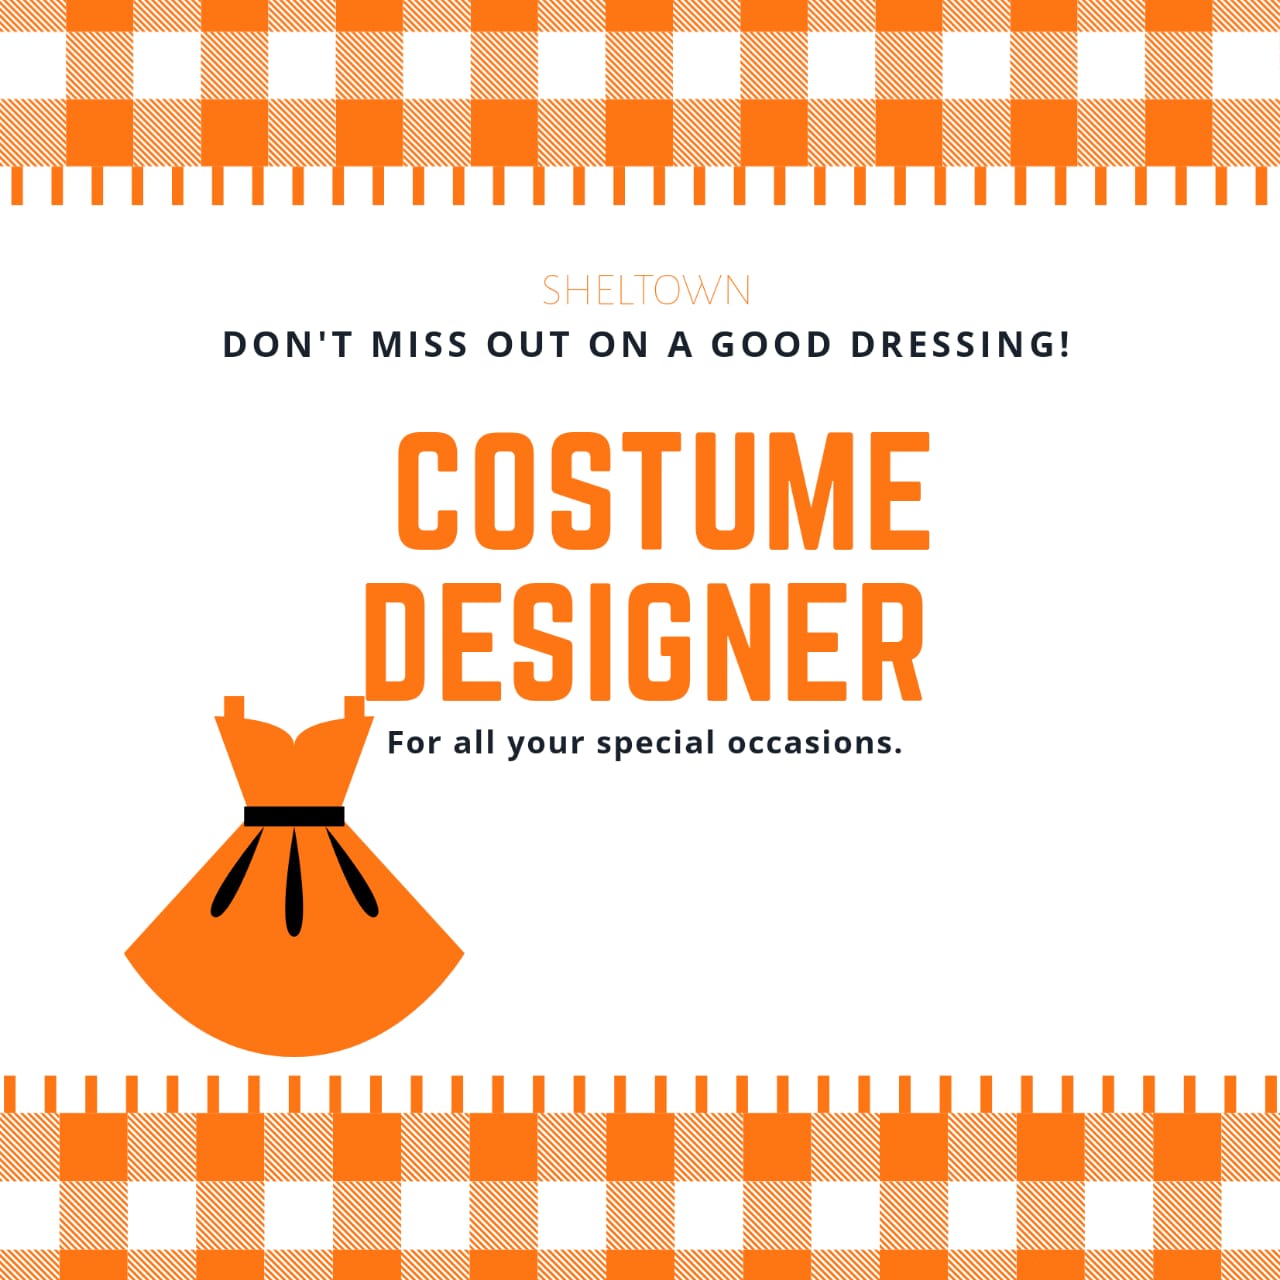 SHELTOWN
DON'T MISS OUT ON A GOOD DRESSING!
COSTUME
DESIGNER
For all your special occasions.